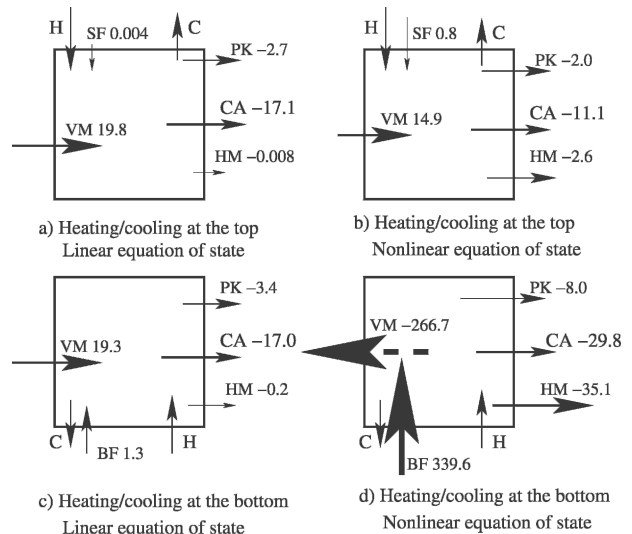 H
SF 0.004
C
PK −2.7
CA −17.1
VM 19.8
HM −0.008
a) Heating/cooling at the top
Linear equation of state
H
SF 0.8
C
PK −2.0
CA −11.1
VM 14.9
HM −2.6
b) Heating/cooling at the top
Nonlinear equation of state
PK −3.4
VM 19.3
CA −17.0
HM −0.2
C
BF 1.3
H
c) Heating/cooling at the bottom
Linear equation of state
PK −8.0
VM −266.7
CA −29.8
HM −35.1
C
H
BF 339.6
d) Heating/cooling at the bottom
Nonlinear equation of state